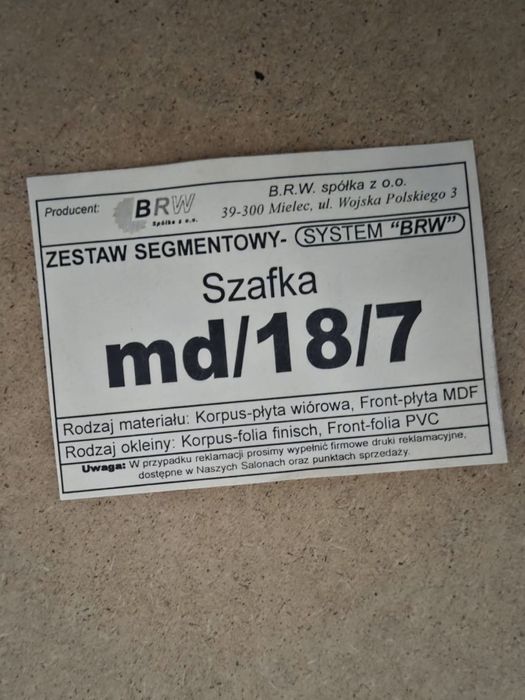 Producent:
BRW
Spółka z o.o.
B.R.W. spółka z o.o.
39-300 Mielec, ul. Wojska Polskiego 3
ZESTAW SEGMENTOWY- SYSTEM "BRW"
Szafka
md/18/7
Rodzaj materiału: Korpus-płyta wiórowa, Front-płyta MDF
Rodzaj okleiny: Korpus-folia finisch, Front-folia PVC
Uwaga: W przypadku reklamacji prosimy wypełnić firmowe druki reklamacyjne,
dostępne w Naszych Salonach oraz punktach sprzedaży.